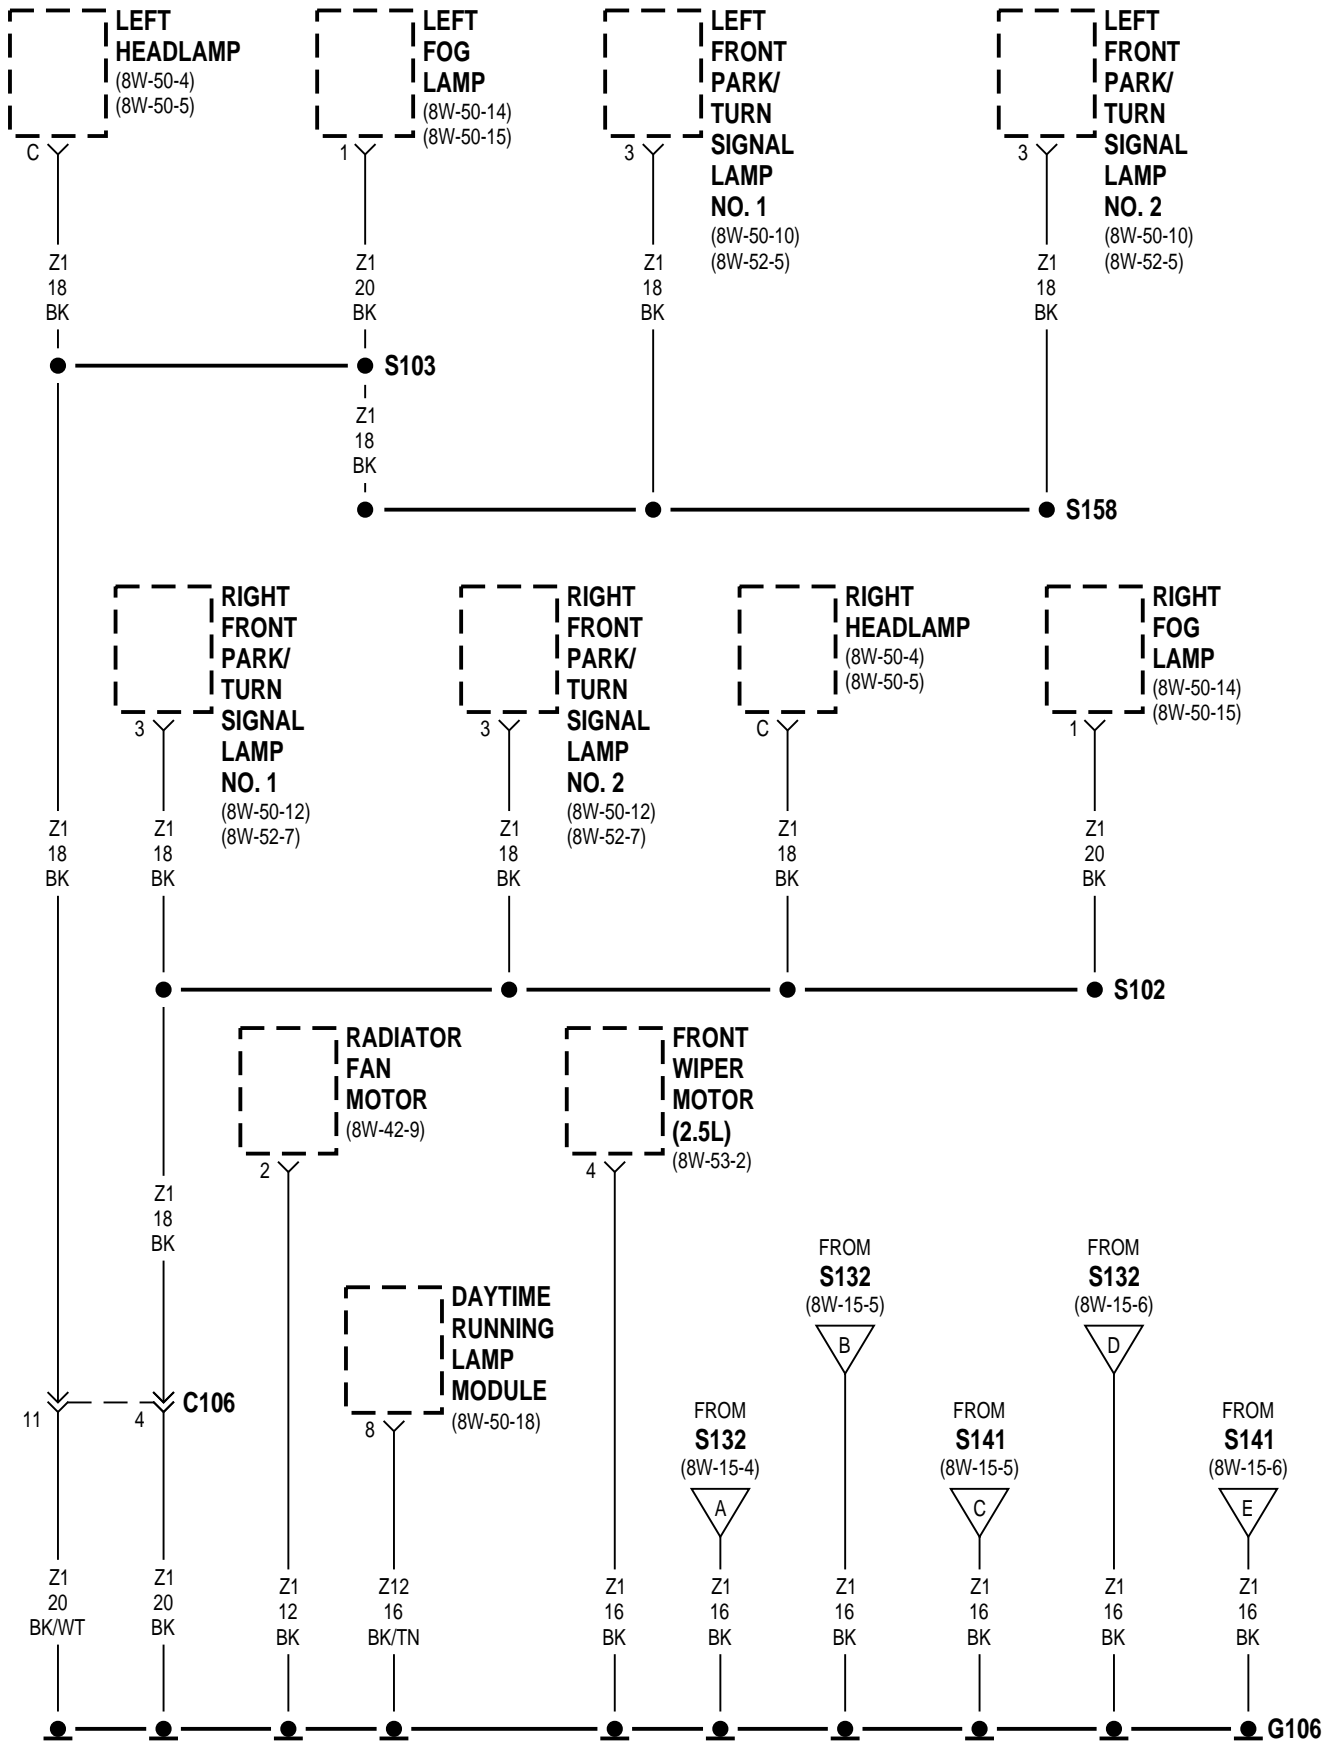 LEFT
HEADLAMP
(8W-50-4)
(8W-50-5)
C
LEFT
FOG
LAMP
(8W-50-14)
(8W-50-15)
1
LEFT
FRONT
PARK/
TURN
SIGNAL
LAMP
NO. 1
(8W-50-10)
(8W-52-5)
3
LEFT
FRONT
PARK/
TURN
SIGNAL
LAMP
NO. 2
(8W-50-10)
(8W-52-5)
3
Z1
18
BK
Z1
20
BK
Z1
18
BK
Z1
18
BK
S103
Z1
18
BK
S158
RIGHT
FRONT
PARK/
TURN
SIGNAL
LAMP
NO. 1
(8W-50-12)
(8W-52-7)
3
RIGHT
FRONT
PARK/
TURN
SIGNAL
LAMP
NO. 2
(8W-50-12)
(8W-52-7)
3
RIGHT
HEADLAMP
(8W-50-4)
(8W-50-5)
C
RIGHT
FOG
LAMP
(8W-50-14)
(8W-50-15)
1
Z1
18
BK
Z1
18
BK
Z1
18
BK
Z1
18
BK
Z1
20
BK
S102
RADIATOR
FAN
MOTOR
(8W-42-9)
2
FRONT
WIPER
MOTOR
(2.5L)
(8W-53-2)
4
Z1
18
BK
DAYTIME
RUNNING
LAMP
MODULE
(8W-50-18)
8
FROM
S132
(8W-15-5)
B
FROM
S132
(8W-15-6)
D
11
4
C106
FROM
S132
(8W-15-4)
A
FROM
S141
(8W-15-5)
C
FROM
S141
(8W-15-6)
E
Z1
20
BK/WT
Z1
20
BK
Z1
12
BK
Z12
16
BK/TN
Z1
16
BK
Z1
16
BK
Z1
16
BK
Z1
16
BK
Z1
16
BK
Z1
16
BK
G106